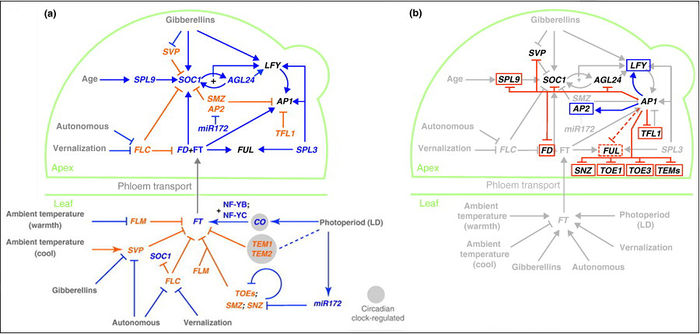 (a)
Gibberellins
SVP
LFY
Age
SPL9
SOC1
+
AGL24
SMZ
AP2
AP1
miR172
TFL1
Autonomous
Vernalization
FLC
FD+FT
FUL
SPL3
Apex
Phloem transport
Leaf
Ambient temperature
(warmth)
FLM
FT
+
NF-YB;
NF-YC
CO
Photoperiod (LD)
Ambient temperature
(cool)
SVP
SOC1
TEM1
TEM2
FLC
FLM
Gibberellins
TOEs;
SMZ; SNZ
miR172
Circadian
clock-regulated
Autonomous
Vernalization
(b)
Gibberellins
SVP
LFY
Age
SPL9
SOC1
+
AGL24
SMZ
AP2
AP1
miR172
TFL1
Autonomous
Vernalization
FLC
FD
+FT
FUL
SPL3
SNZ
TOE1
TOE3
TEMs
Apex
Phloem transport
Leaf
Ambient
temperature
(warmth)
FT
Photoperiod
(LD)
Ambient
temperature
(cool)
Vernalization
Gibberellins
Autonomous